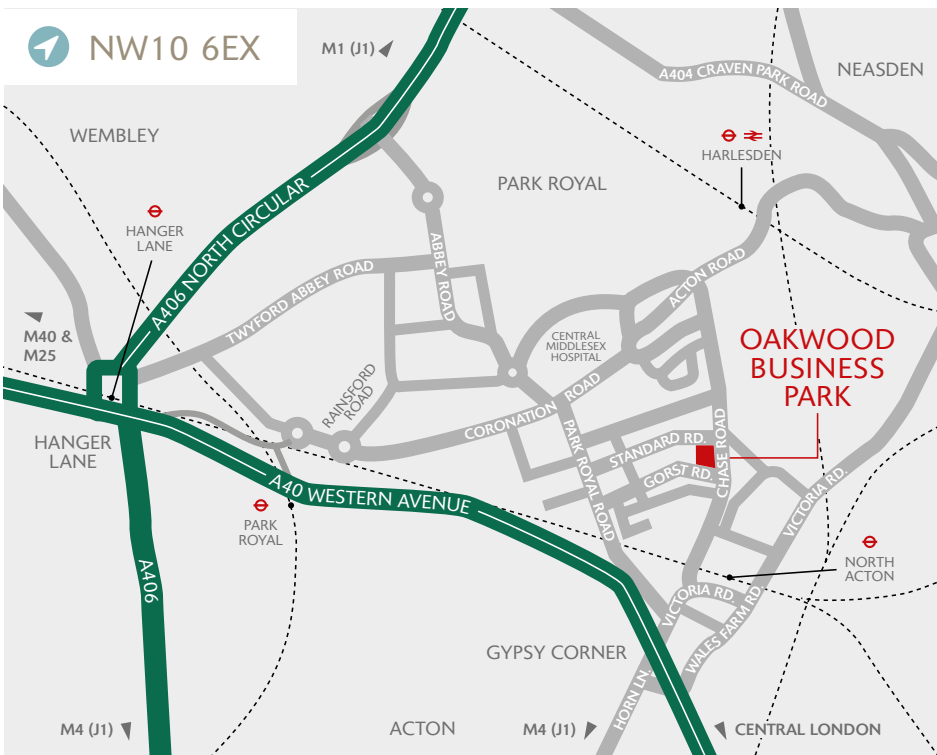 NW10 6EX
M1 (J1)
NEASDEN
A404 CRAVEN PARK ROAD
WEMBLEY
HARLESDEN
PARK ROYAL
HANGER
LANE
A406 NORTH CIRCULAR
ABBEY ROAD
ACTON ROAD
TWYFORD ABBEY ROAD
M40 &
M25
CENTRAL
MIDDLESEX
HOSPITAL
OAKWOOD
BUSINESS
PARK
RAINSFORD
ROAD
CORONATION ROAD
HANGER
LANE
PARK ROYAL ROAD
STANDARD RD.
GORST RD.
CHASE ROAD
VICTORIA RD.
A40 WESTERN AVENUE
PARK
ROYAL
NORTH
ACTON
A406
VICTORIA RD.
WALES FARM RD.
GYPSY CORNER
HORN LN.
M4 (J1)
ACTON
M4 (J1)
CENTRAL LONDON